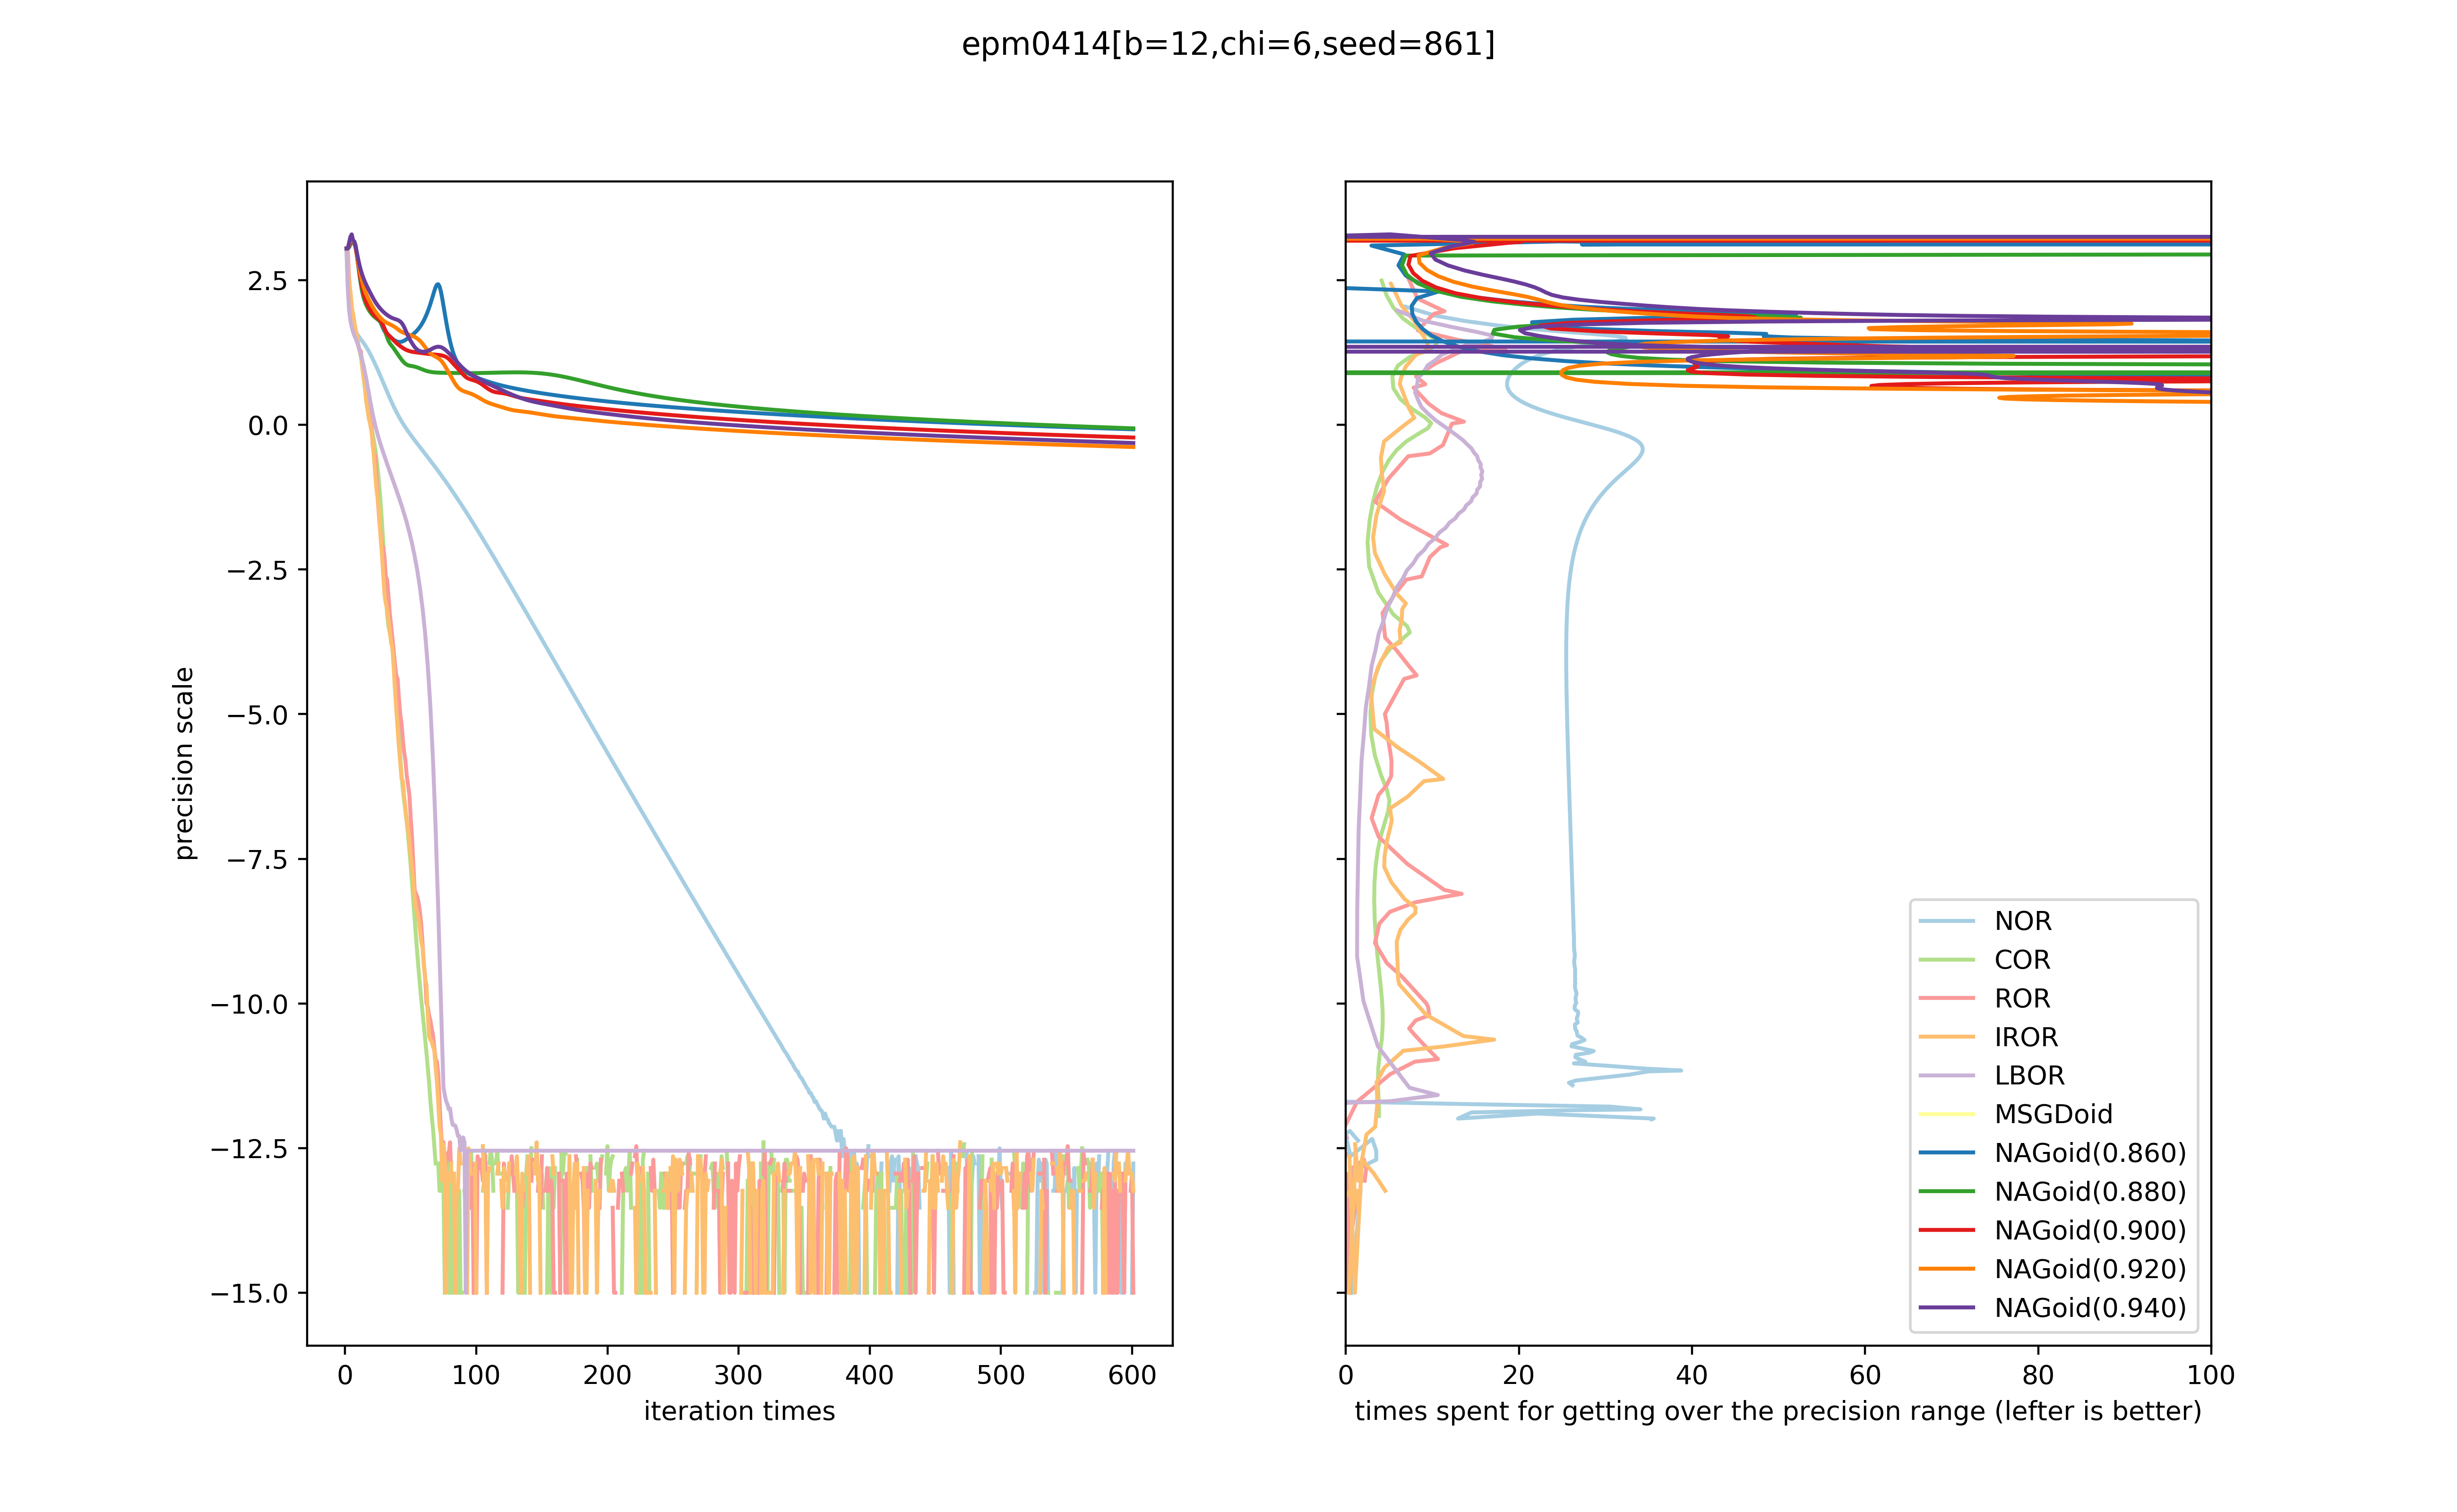 epm0414[b=12,chi=6,seed=861]
precision scale
2.5
0.0
−2.5
−5.0
−7.5
−10.0
−12.5
−15.0
0 100 200 300 400 500 600
iteration times
0 20 40 60 80 100
times spent for getting over the precision range (lefter is better)
NOR
COR
ROR
IROR
LBOR
MSGDoid
NAGoid(0.860)
NAGoid(0.880)
NAGoid(0.900)
NAGoid(0.920)
NAGoid(0.940)